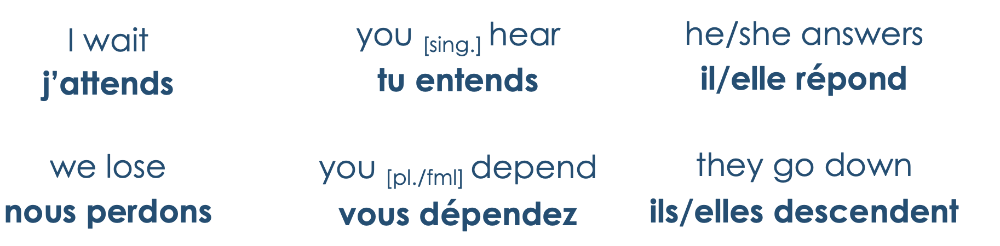 I wait
j’attends
you [sing.] hear
tu entends
he/she answers
il/elle répond
we lose
nous perdons
you [pl./fml] depend
vous dépendez
they go down
ils/elles descendent